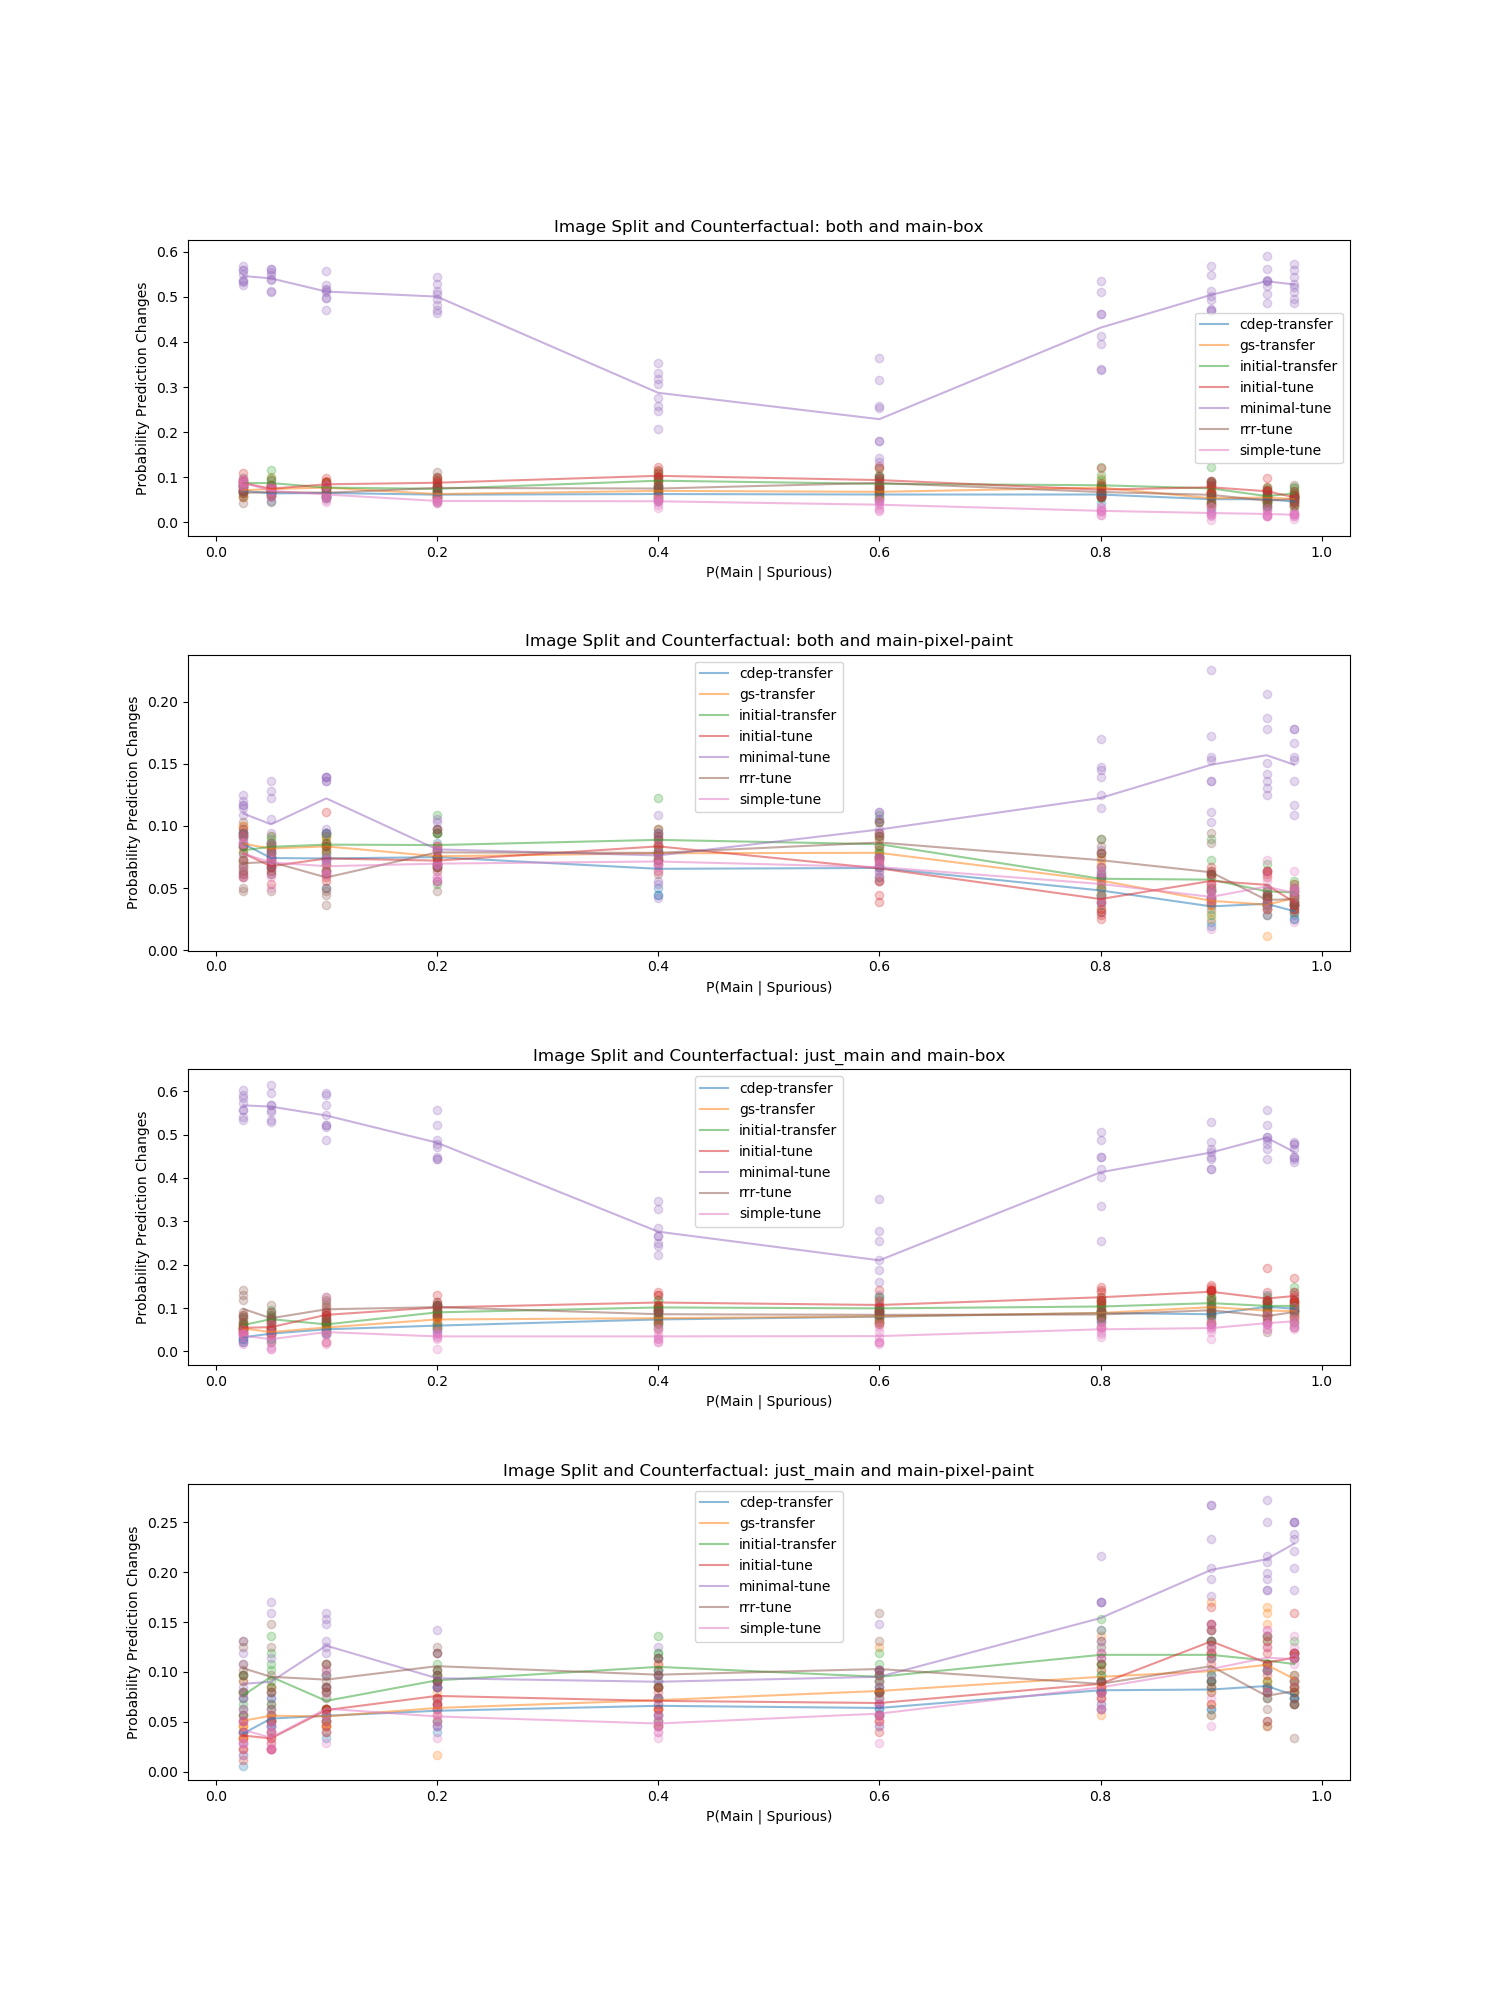 Image Split and Counterfactual: both and main-box
Probability Prediction Changes
0.6
0.5
0.4
0.3
0.2
0.1
0.0
cdep-transfer
gs-transfer
initial-transfer
initial-tune
minimal-tune
rrr-tune
simple-tune
0.0 0.2 0.4 0.6 0.8 1.0
P(Main | Spurious)
Image Split and Counterfactual: both and main-pixel-paint
Probability Prediction Changes
0.20
0.15
0.10
0.05
0.00
cdep-transfer
gs-transfer
initial-transfer
initial-tune
minimal-tune
rrr-tune
simple-tune
0.0 0.2 0.4 0.6 0.8 1.0
P(Main | Spurious)
Image Split and Counterfactual: just_main and main-box
Probability Prediction Changes
0.6
0.5
0.4
0.3
0.2
0.1
0.0
cdep-transfer
gs-transfer
initial-transfer
initial-tune
minimal-tune
rrr-tune
simple-tune
0.0 0.2 0.4 0.6 0.8 1.0
P(Main | Spurious)
Image Split and Counterfactual: just_main and main-pixel-paint
Probability Prediction Changes
0.25
0.20
0.15
0.10
0.05
0.00
cdep-transfer
gs-transfer
initial-transfer
initial-tune
minimal-tune
rrr-tune
simple-tune
0.0 0.2 0.4 0.6 0.8 1.0
P(Main | Spurious)